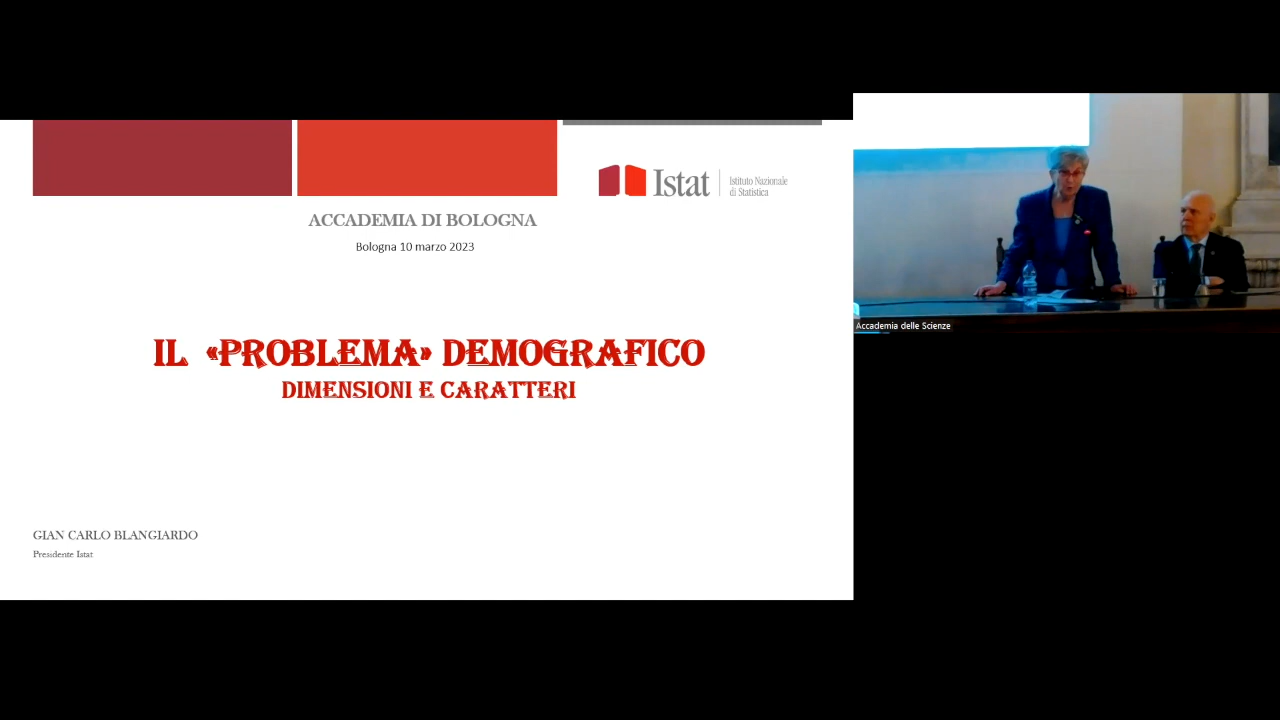 Istat
Istituto Nazionale
di Statistica
ACCADEMIA DI BOLOGNA
Bologna 10 marzo 2023
IL «PROBLEMA» DEMOGRAFICO
DIMENSIONI E CARATTERI
GIAN CARLO BLANGIARDO
Presidente Istat
Accademia delle Scienze